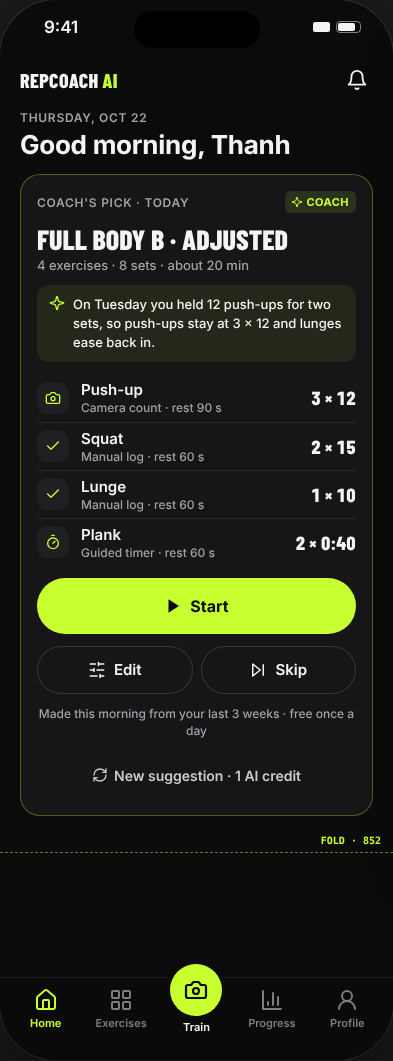 9:41
REPCOACH AI
THURSDAY, OCT 22
Good morning, Thanh
COACH'S PICK · TODAY
COACH
FULL BODY B · ADJUSTED
4 exercises · 8 sets · about 20 min
On Tuesday you held 12 push-ups for two
sets, so push-ups stay at 3 × 12 and lunges
ease back in.
Push-up
Camera count · rest 90 s
3 × 12
Squat
Manual log · rest 60 s
2 × 15
Lunge
Manual log · rest 60 s
1 × 10
Plank
Guided timer · rest 60 s
2 × 0:40
Start
Edit
Skip
Made this morning from your last 3 weeks · free once a
day
New suggestion · 1 AI credit
FOLD · 852
Home
Exercises
Train
Progress
Profile